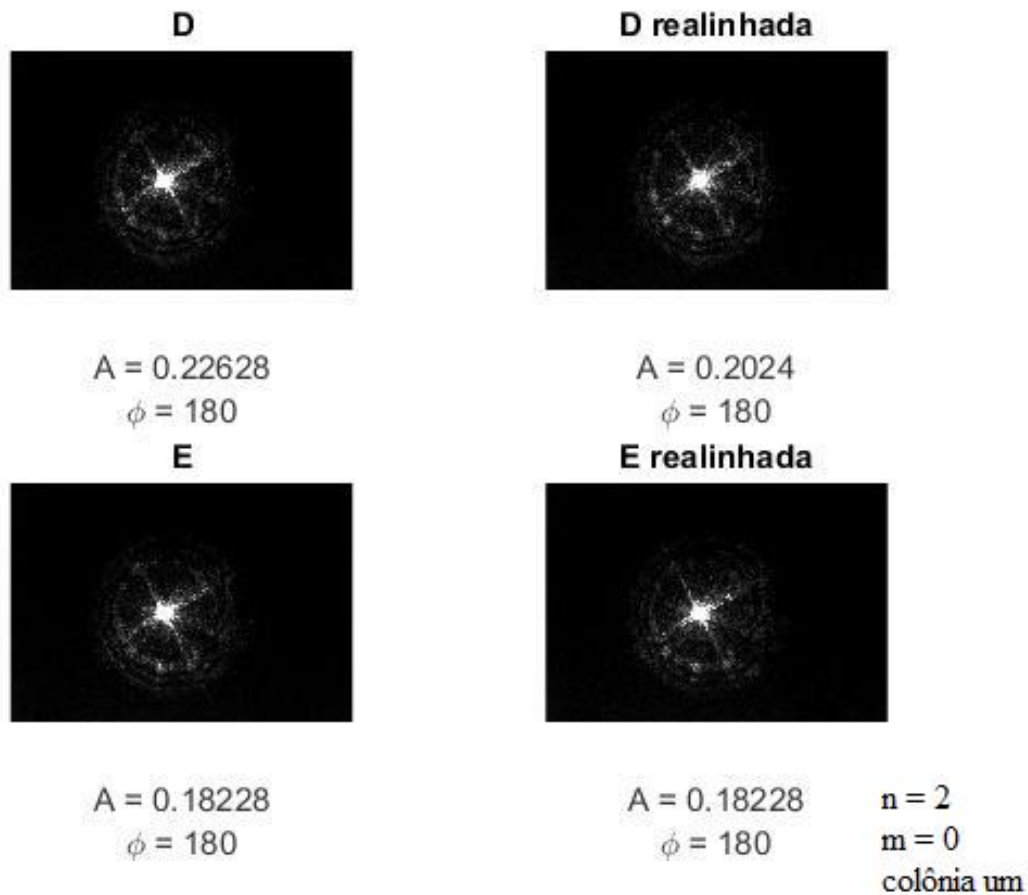 D
D realinhada
A = 0.22628
ϕ = 180
A = 0.2024
ϕ = 180
E
E realinhada
A = 0.18228
ϕ = 180
A = 0.18228
ϕ = 180
n = 2
m = 0
colônia um